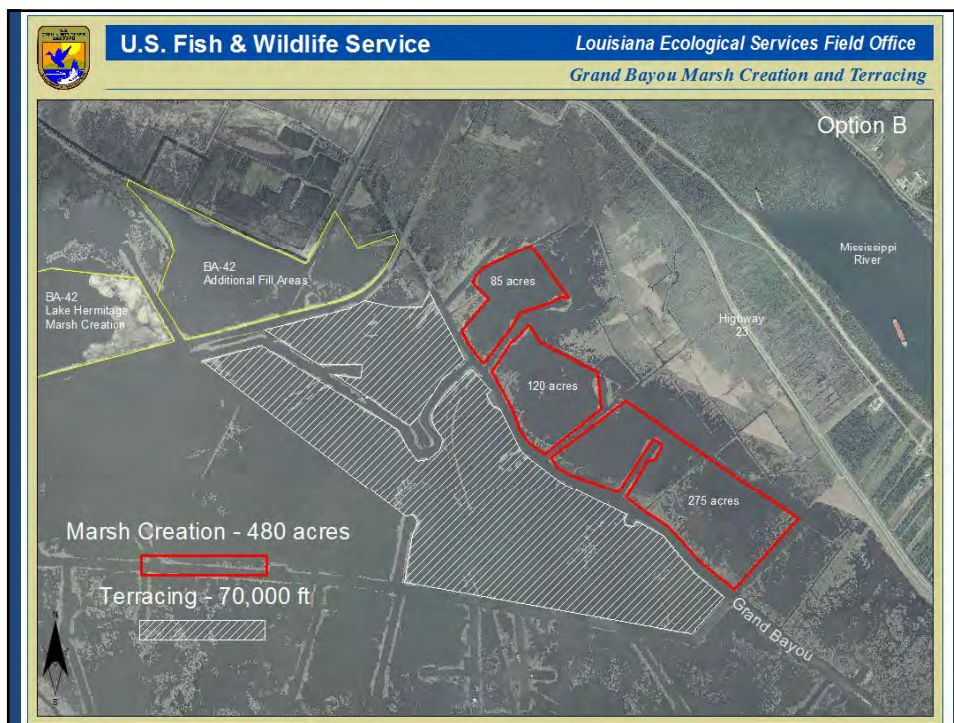 U.S. Fish & Wildlife Service
Louisiana Ecological Services Field Office
Grand Bayou Marsh Creation and Terracing
Option B
Mississippi
River
BA-42
Additional Fill Areas
BA-42
Lake Hermitage
Marsh Creation
85 acres
Highway
23
120 acres
275 acres
Marsh Creation - 480 acres
Terracing - 70,000 ft
Grand Bayou
N
S